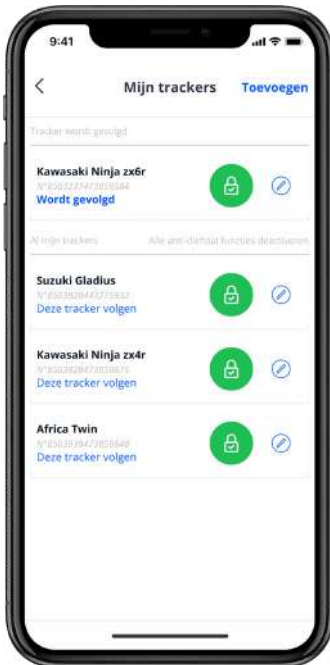 9:41
Mijn trackers Toevoegen
Tracker wordt gevolgd
Kawasaki Ninja zx6r
Wordt gevolgd
Al mijn trackers Alle anti-diefstal functies deactiveren
Suzuki Gladius
Deze tracker volgen
Kawasaki Ninja zx4r
Deze tracker volgen
Africa Twin
Deze tracker volgen